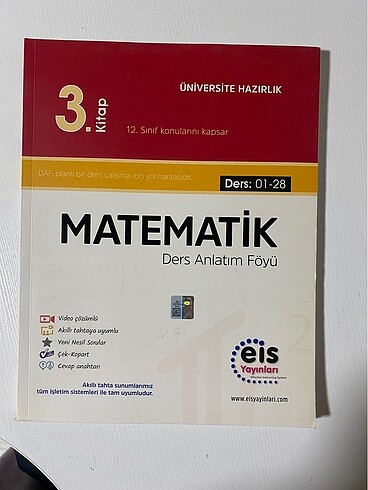 ÜNİVERSİTE HAZIRLIK
3.
Kitap
12. Sınıf konularını kapsar
DAF, planlı bir ders çalışma için yol haritasıdır.
Ders: 01-28
MATEMATİK
Ders Anlatım Föyü
Video çözümlü
Akıllı tahtaya uyumlu
Yeni Nesil Sorular
Çek-Kopart
Cevap anahtarı
Akıllı tahta sunumlarımız
tüm işletim sistemleri ile tam uyumludur.
eis
Yayınları
www.eisyayinlari.com